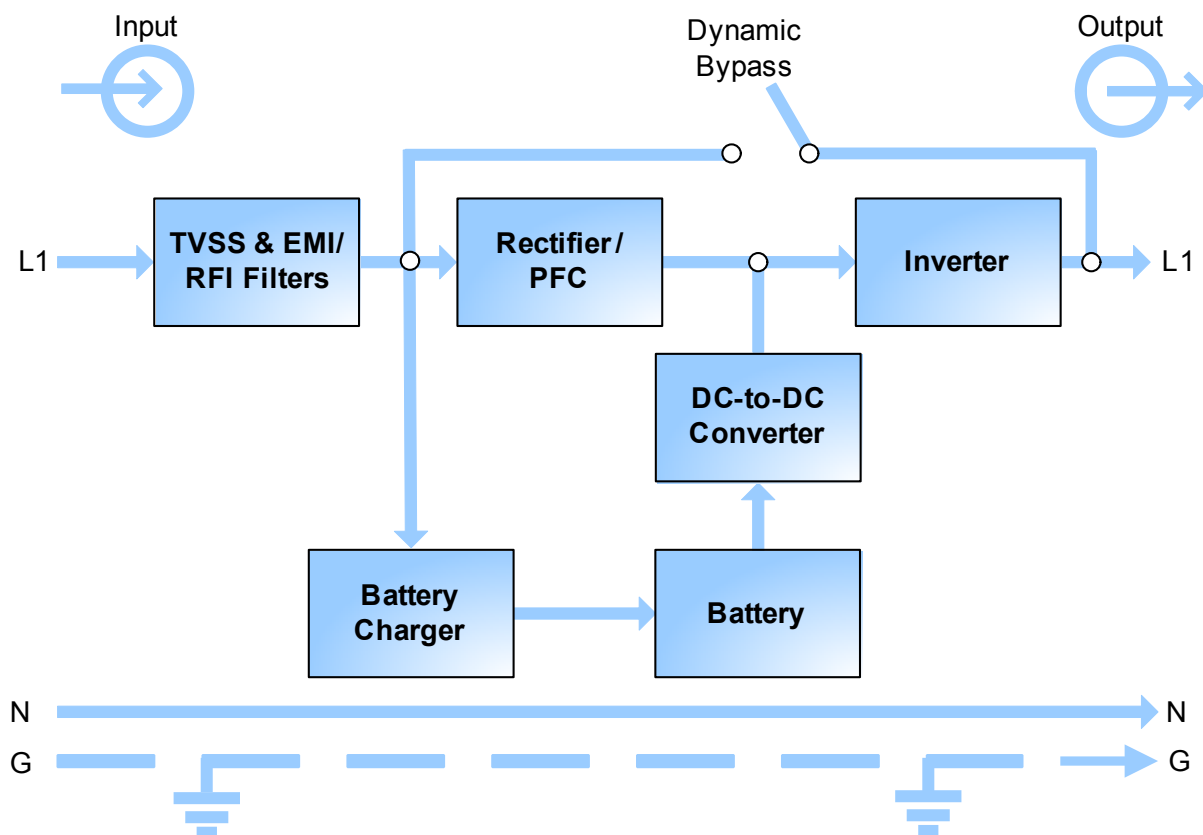 Input
Dynamic
Bypass
Output
L1
TVSS & EMI/
RFI Filters
Rectifier/
PFC
Inverter
L1
DC-to-DC
Converter
Battery
Charger
Battery
N
N
G
G